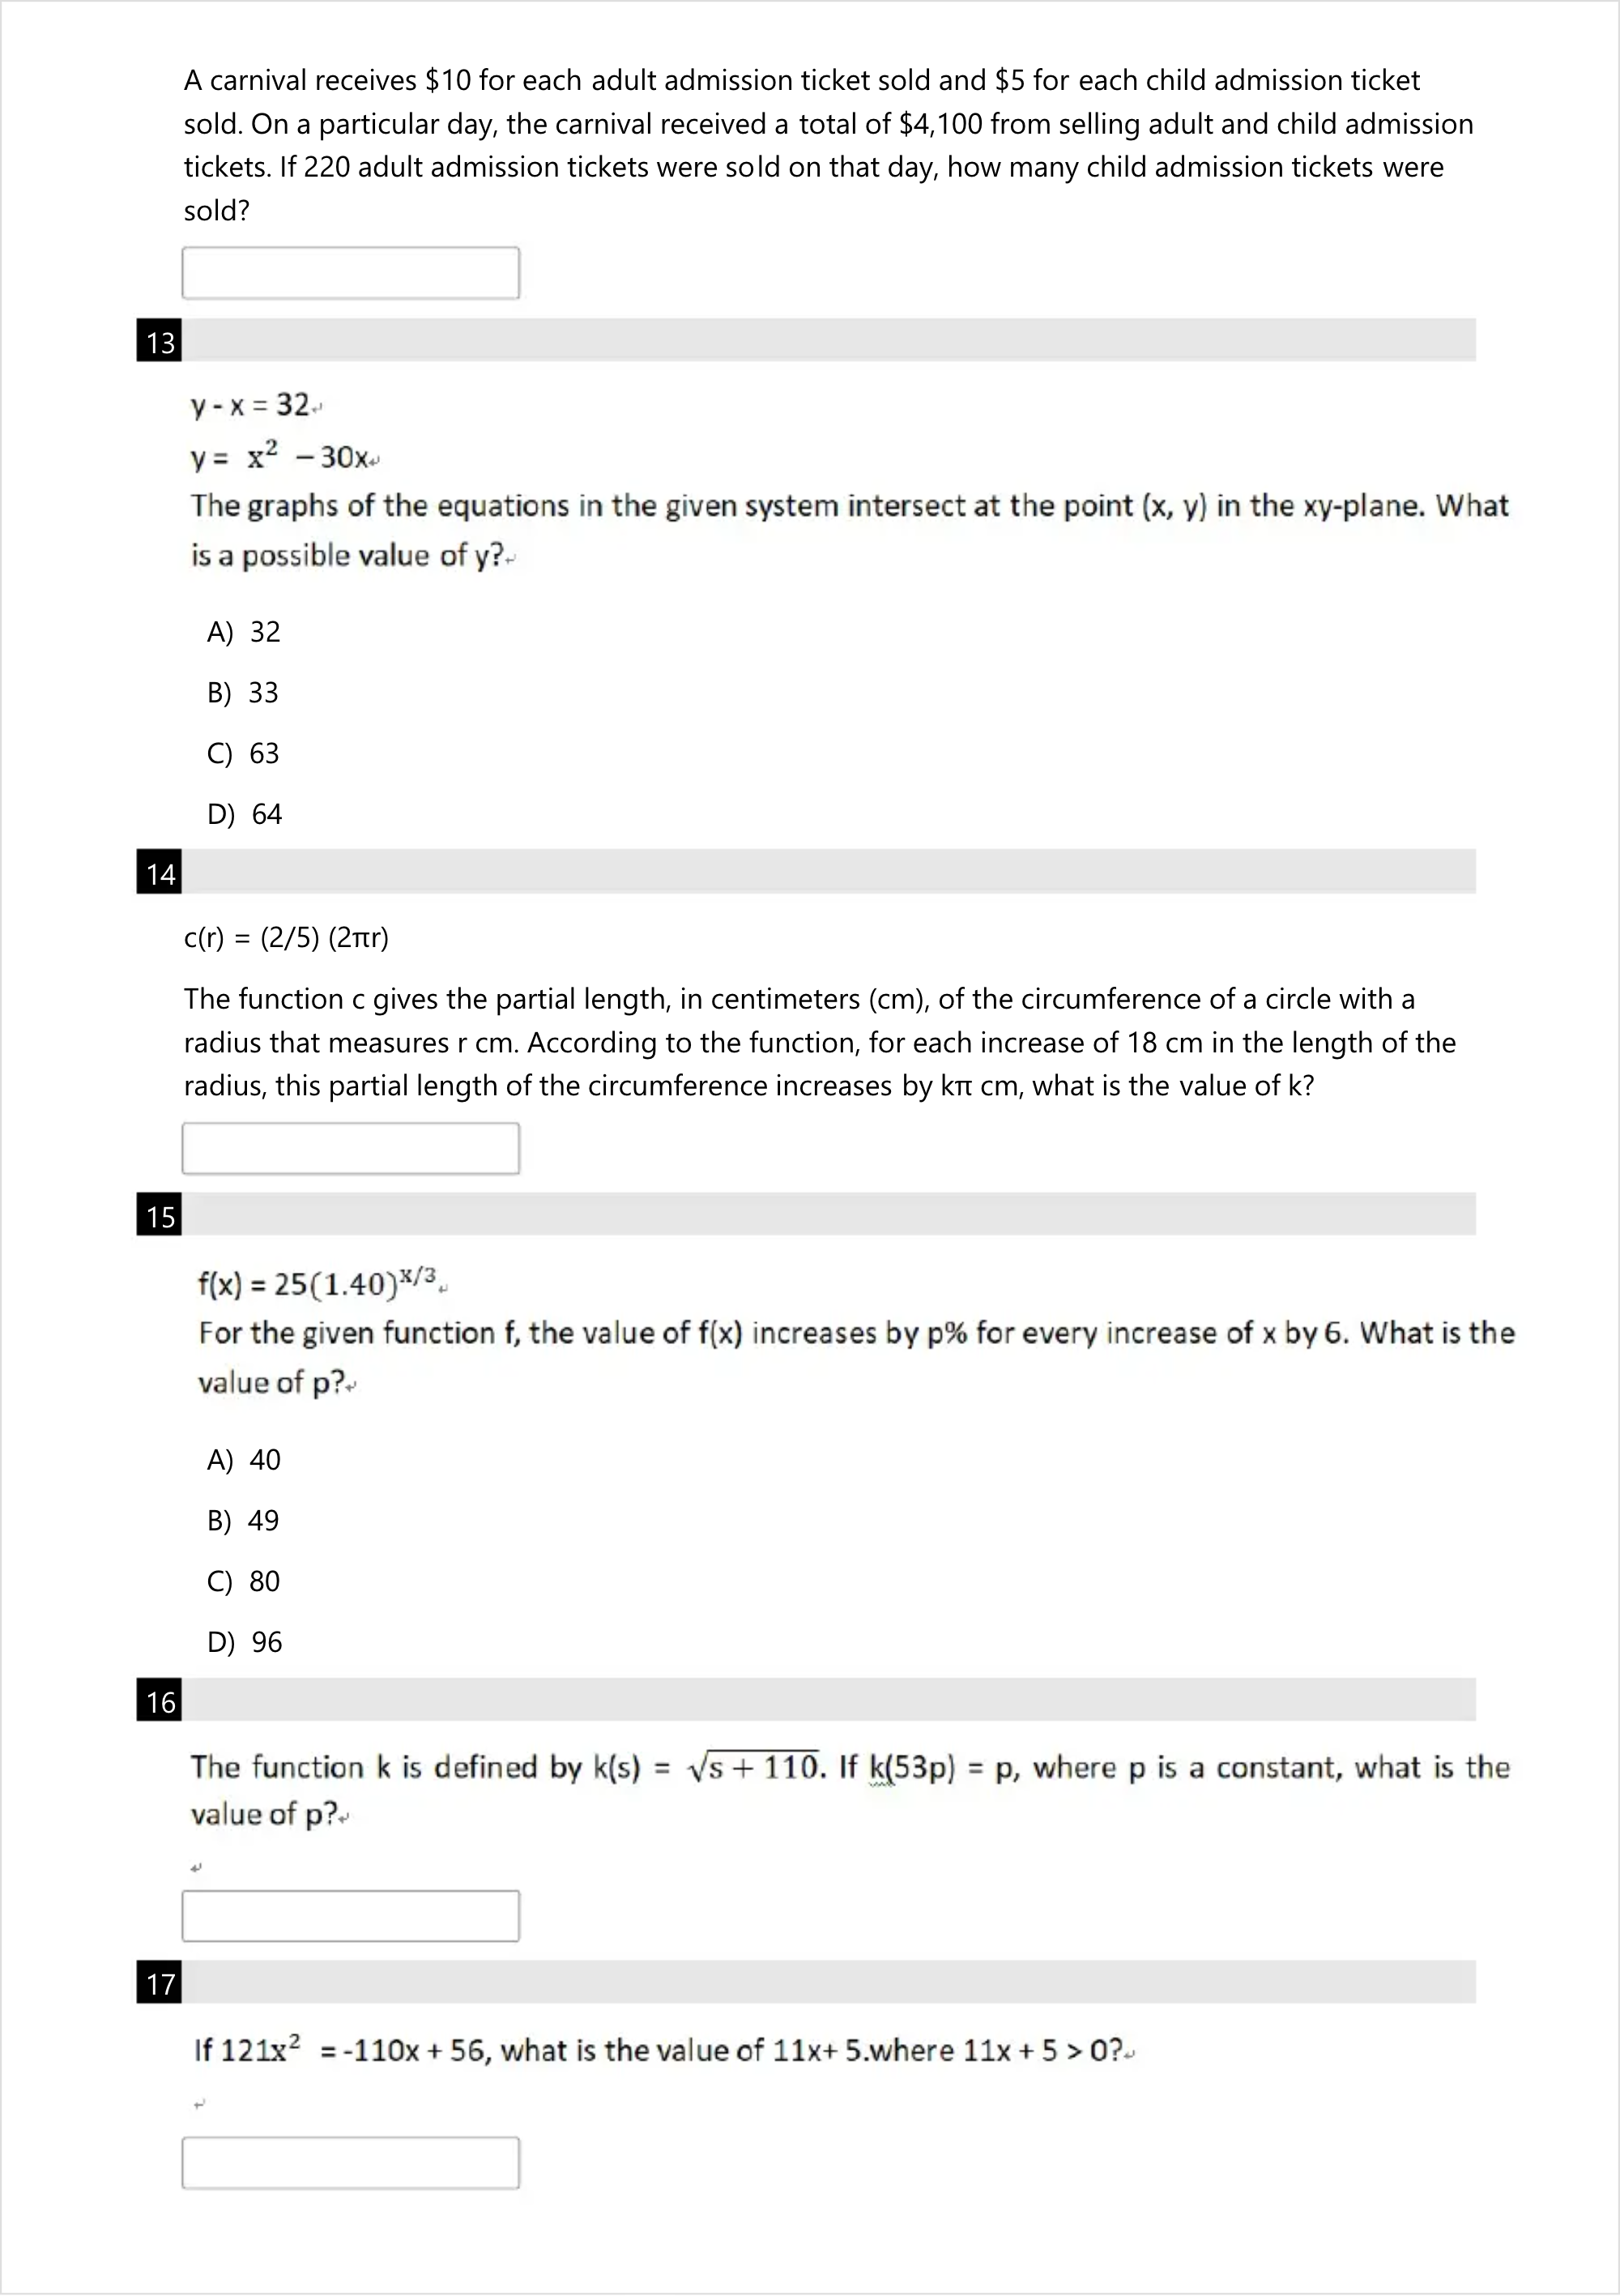 A carnival receives $10 for each adult admission ticket sold and $5 for each child admission ticket
sold. On a particular day, the carnival received a total of $4,100 from selling adult and child admission
tickets. If 220 adult admission tickets were sold on that day, how many child admission tickets were
sold?
13
y - x = 32
y = x² − 30x
The graphs of the equations in the given system intersect at the point (x, y) in the xy-plane. What
is a possible value of y?
A) 32
B) 33
C) 63
D) 64
14
c(r) = (2/5) (2πr)
The function c gives the partial length, in centimeters (cm), of the circumference of a circle with a
radius that measures r cm. According to the function, for each increase of 18 cm in the length of the
radius, this partial length of the circumference increases by kπ cm, what is the value of k?
15
f(x) = 25(1.40)^{x/3}
For the given function f, the value of f(x) increases by p% for every increase of x by 6. What is the
value of p?
A) 40
B) 49
C) 80
D) 96
16
The function k is defined by k(s) = √(s + 110). If k(53p) = p, where p is a constant, what is the
value of p?
17
If 121x² = -110x + 56, what is the value of 11x+ 5.where 11x + 5 > 0?